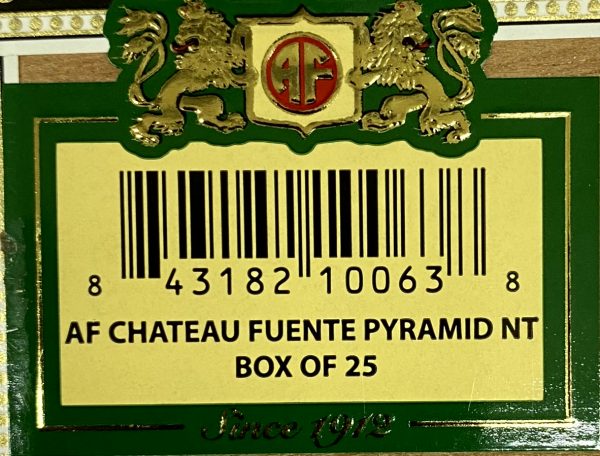 AF
8 43182 10063 8
AF CHATEAU FUENTE PYRAMID NT
BOX OF 25
Since 1912